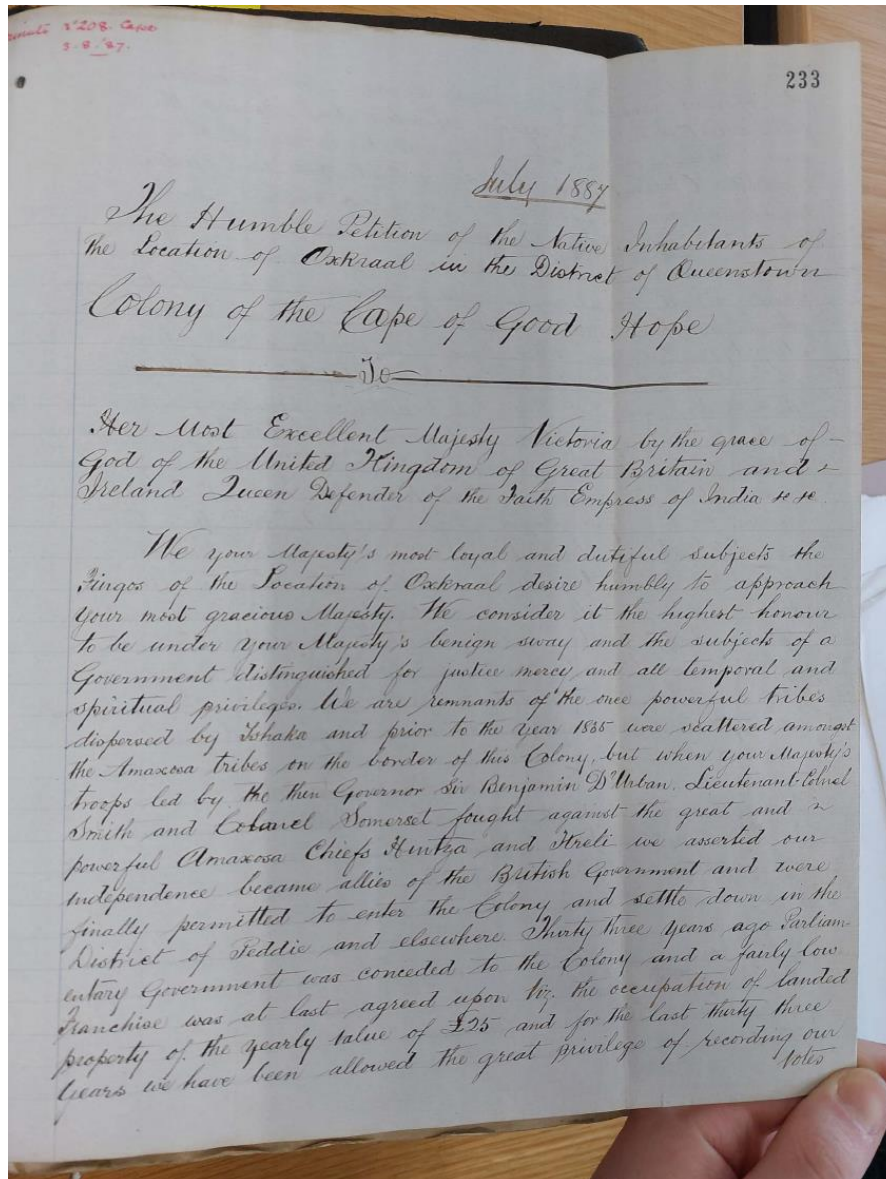 Minute No 208. Cape
5-8/87.
233
July 1887
The Humble Petition of the Native Inhabitants of
the Location of Oxkraal in the District of Queenstown
Colony of the Cape of Good Hope
To
Her Most Excellent Majesty Victoria by the grace of
God of the United Kingdom of Great Britain and
Ireland Queen Defender of the Faith Empress of India &c &c.
We your Majesty's most loyal and dutiful subjects the
Fingos of the Location of Oxkraal desire humbly to approach
your most gracious Majesty. We consider it the highest honour
to be under your Majesty's benign sway and the subjects of a
Government distinguished for justice mercy and all temporal and
spiritual privileges. We are remnants of the once powerful tribes
dispersed by Tshaka and prior to the year 1835 were scattered amongst
the Amaxosa tribes on the border of this Colony, but when your Majesty's
troops led by the then Governor Sir Benjamin D'Urban. Lieutenant-Colonel
Smith and Colonel Somerset fought against the great and
powerful Amaxosa Chiefs Hintza and Kreli we asserted our
independence became allies of the British Government and were
finally permitted to enter the Colony and settle down in the
District of Peddie and elsewhere. Thirty three years ago Parliam-
entary Government was conceded to the Colony and a fairly low
Franchise was at last agreed upon viz. the occupation of landed
property of the yearly value of £25 and for the last thirty three
years we have been allowed the great privilege of recording our
votes